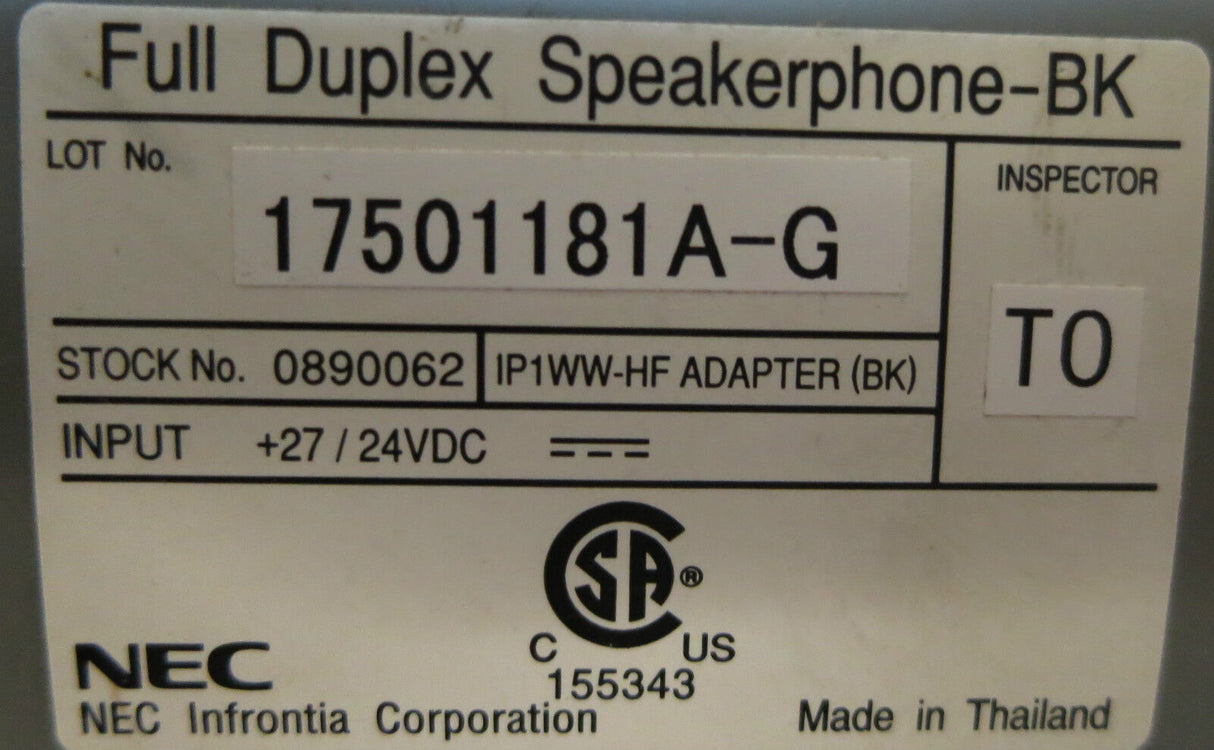 Full Duplex Speakerphone-BK
LOT No.
17501181A-G
INSPECTOR
TO
STOCK No. 0890062
IP1WW-HF ADAPTER (BK)
INPUT +27 / 24VDC
CSA®
C US
155343
NEC
NEC Infrontia Corporation
Made in Thailand